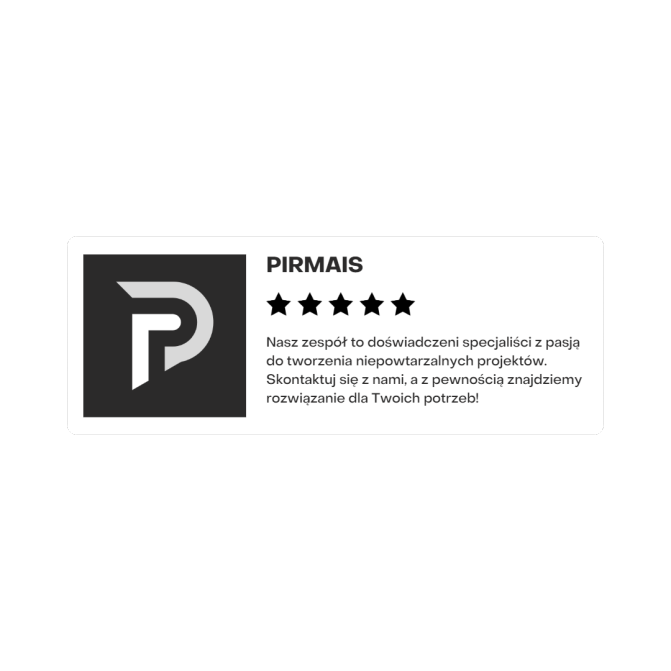 PIRMAIS
Nasz zespół to doświadczeni specjaliści z pasją
do tworzenia niepowtarzalnych projektów.
Skontaktuj się z nami, a z pewnością znajdziemy
rozwiązanie dla Twoich potrzeb!